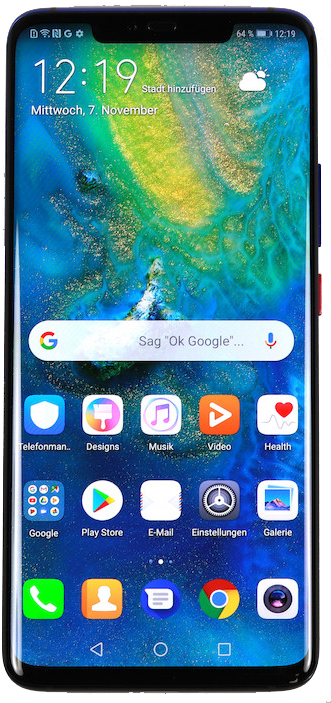 64 % 12:19
12:19 Stadt hinzufügen
Mittwoch, 7. November
Sag "Ok Google"...
Telefonman.. Designs Musik Video Health
Google Play Store E-Mail Einstellungen Galerie